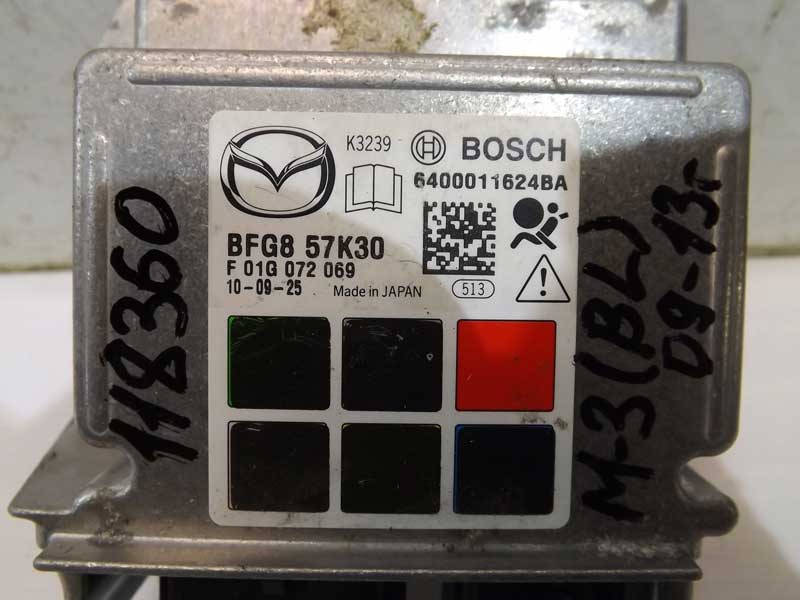 K3239
BOSCH
6400011624BA
BFG8 57K30
F 01G 072 069
10-09-25
Made in JAPAN
513
118360
M-3 (BL)
09-13г